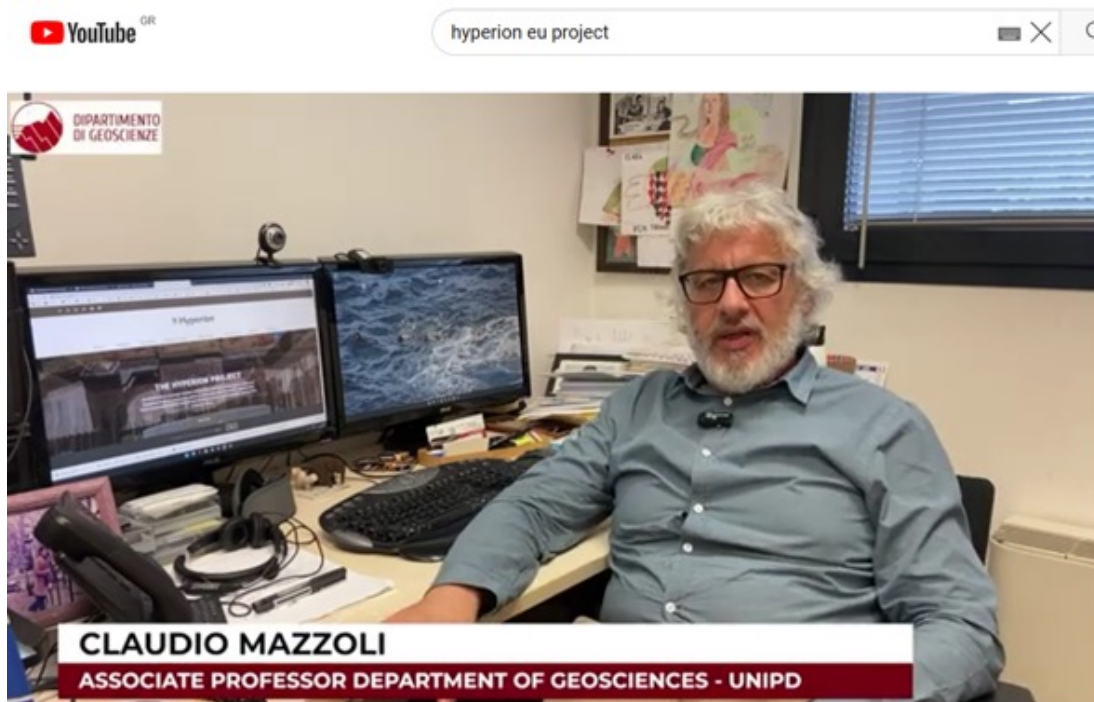 YouTube GR
hyperion eu project
DIPARTIMENTO
DI GEOSCIENZE
Hyperion
THE HYPERION PROJECT
CLAUDIO MAZZOLI
ASSOCIATE PROFESSOR DEPARTMENT OF GEOSCIENCES - UNIPD